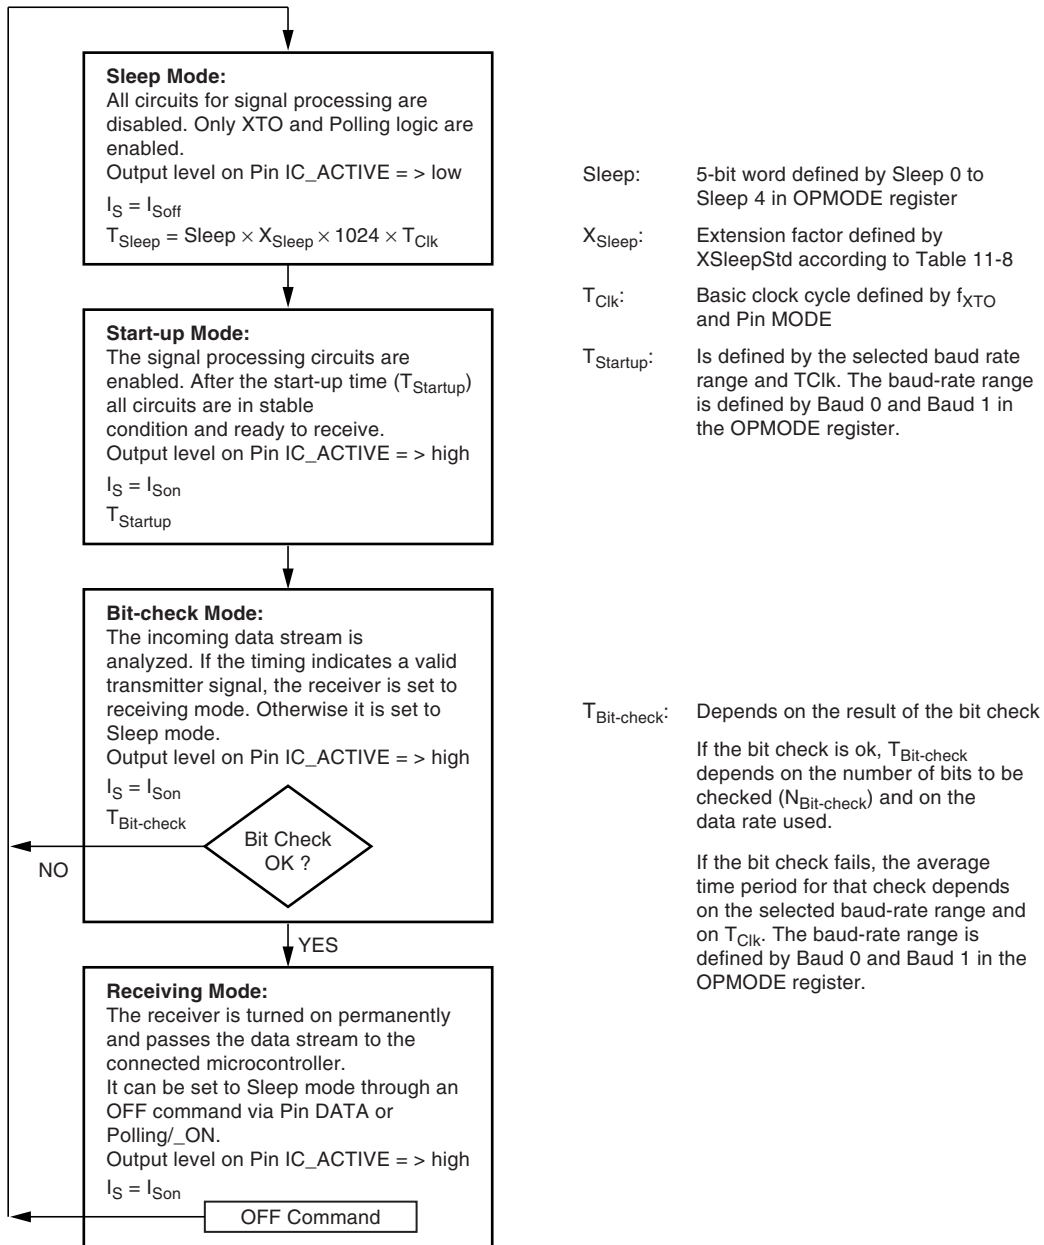 Sleep Mode:
All circuits for signal processing are
disabled. Only XTO and Polling logic are
enabled.
Output level on Pin IC_ACTIVE = > low
IS = ISoff
TSleep = Sleep × XSleep × 1024 × TClk
Sleep: 5-bit word defined by Sleep 0 to
Sleep 4 in OPMODE register
XSleep: Extension factor defined by
XSleepStd according to Table 11-8
TClk: Basic clock cycle defined by fXTO
and Pin MODE
TStartup: Is defined by the selected baud rate
range and TClk. The baud-rate range
is defined by Baud 0 and Baud 1 in
the OPMODE register.
Start-up Mode:
The signal processing circuits are
enabled. After the start-up time (TStartup)
all circuits are in stable
condition and ready to receive.
Output level on Pin IC_ACTIVE = > high
IS = ISon
TStartup
Bit-check Mode:
The incoming data stream is
analyzed. If the timing indicates a valid
transmitter signal, the receiver is set to
receiving mode. Otherwise it is set to
Sleep mode.
Output level on Pin IC_ACTIVE = > high
IS = ISon
TBit-check
Bit Check
OK ?
NO
YES
TBit-check: Depends on the result of the bit check
If the bit check is ok, TBit-check
depends on the number of bits to be
checked (NBit-check) and on the
data rate used.
If the bit check fails, the average
time period for that check depends
on the selected baud-rate range and
on TClk. The baud-rate range is
defined by Baud 0 and Baud 1 in the
OPMODE register.
Receiving Mode:
The receiver is turned on permanently
and passes the data stream to the
connected microcontroller.
It can be set to Sleep mode through an
OFF command via Pin DATA or
Polling/_ON.
Output level on Pin IC_ACTIVE = > high
IS = ISon
OFF Command